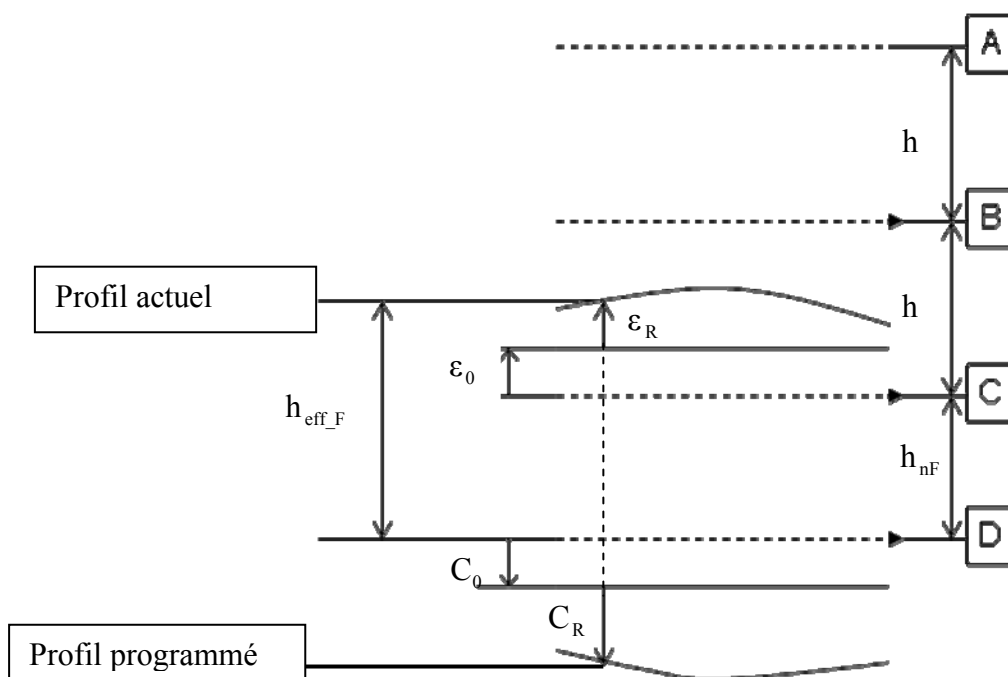 A
h
B
Profil actuel
h
ε_R
ε_0
C
h_eff_F
h_nF
D
C_0
C_R
Profil programmé